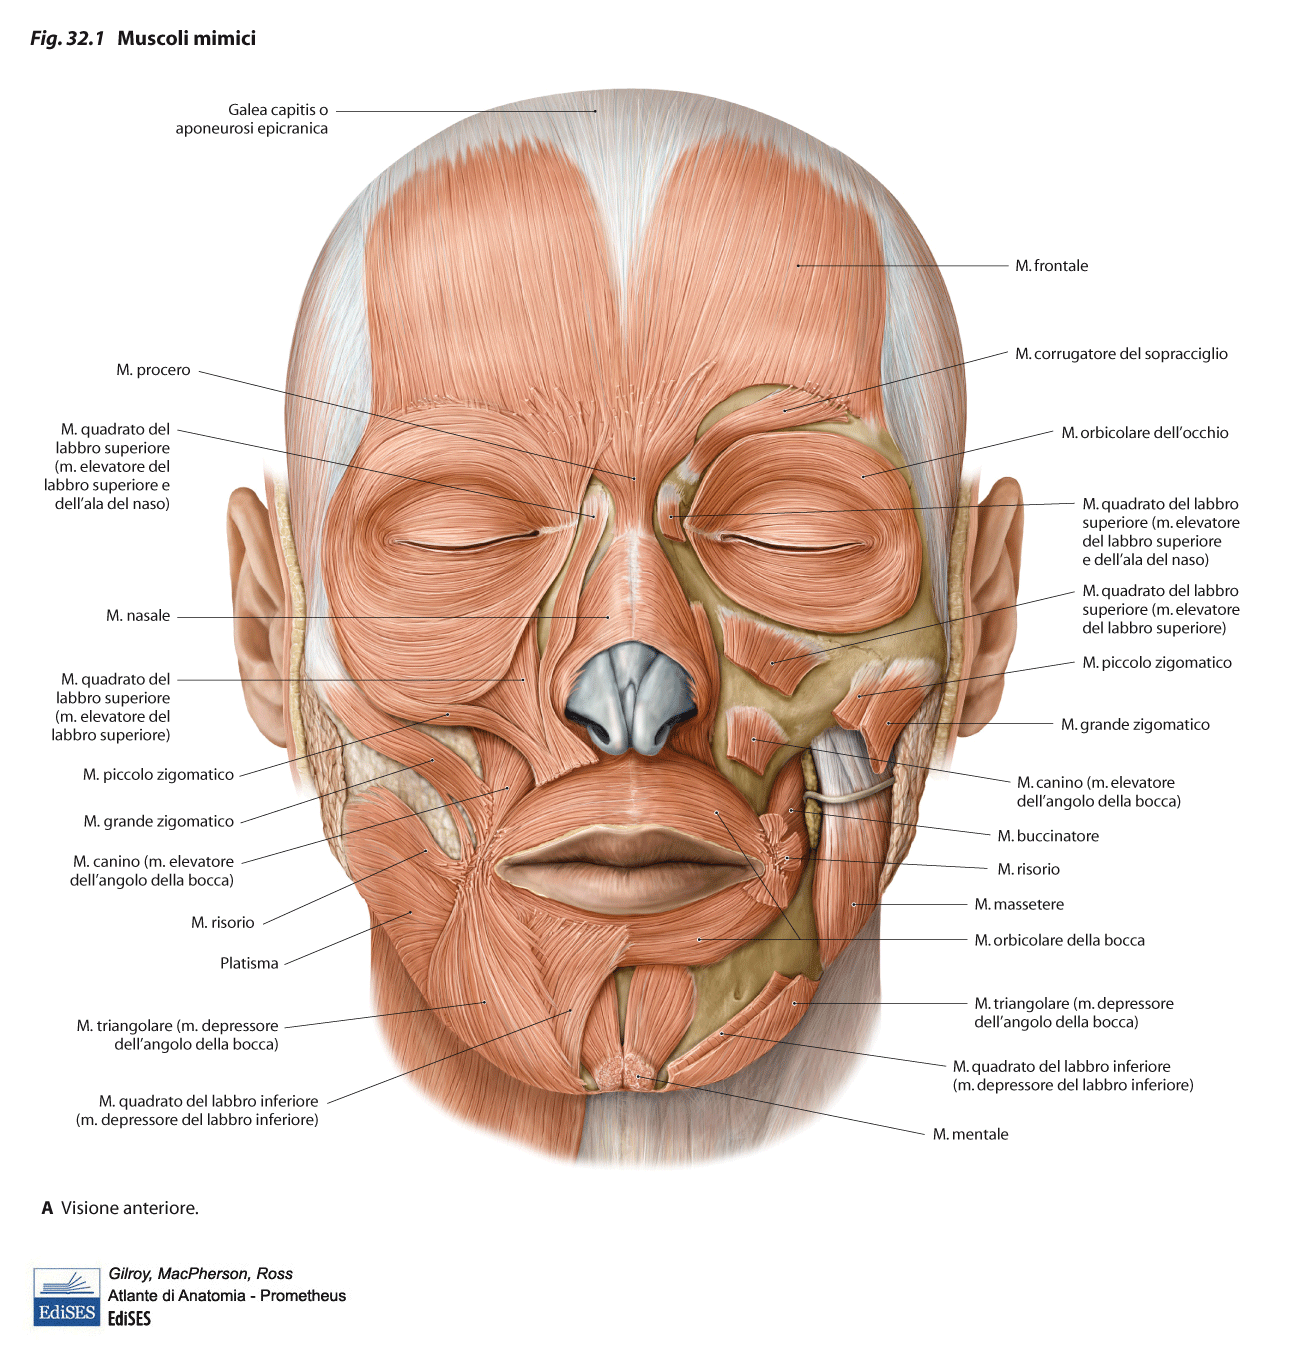 Fig. 32.1 Muscoli mimici
Galea capitis o
aponeurosi epicranica
M. procero
M. quadrato del
labbro superiore
(m. elevatore del
labbro superiore e
dell'ala del naso)
M. nasale
M. quadrato del
labbro superiore
(m. elevatore del
labbro superiore)
M. piccolo zigomatico
M. grande zigomatico
M. canino (m. elevatore
dell'angolo della bocca)
M. risorio
Platisma
M. triangolare (m. depressore
dell'angolo della bocca)
M. quadrato del labbro inferiore
(m. depressore del labbro inferiore)
M. frontale
M. corrugatore del sopracciglio
M. orbicolare dell'occhio
M. quadrato del labbro
superiore (m. elevatore
del labbro superiore
e dell'ala del naso)
M. quadrato del labbro
superiore (m. elevatore
del labbro superiore)
M. piccolo zigomatico
M. grande zigomatico
M. canino (m. elevatore
dell'angolo della bocca)
M. buccinatore
M. risorio
M. massetere
M. orbicolare della bocca
M. triangolare (m. depressore
dell'angolo della bocca)
M. quadrato del labbro inferiore
(m. depressore del labbro inferiore)
M. mentale
A Visione anteriore.
EdiSES
Gilroy, MacPherson, Ross
Atlante di Anatomia - Prometheus
EdiSES